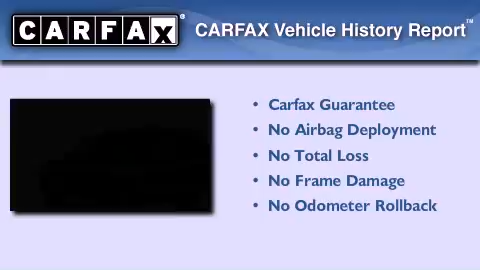 CARFAX® CARFAX Vehicle History Report™
• Carfax Guarantee
• No Airbag Deployment
• No Total Loss
• No Frame Damage
• No Odometer Rollback